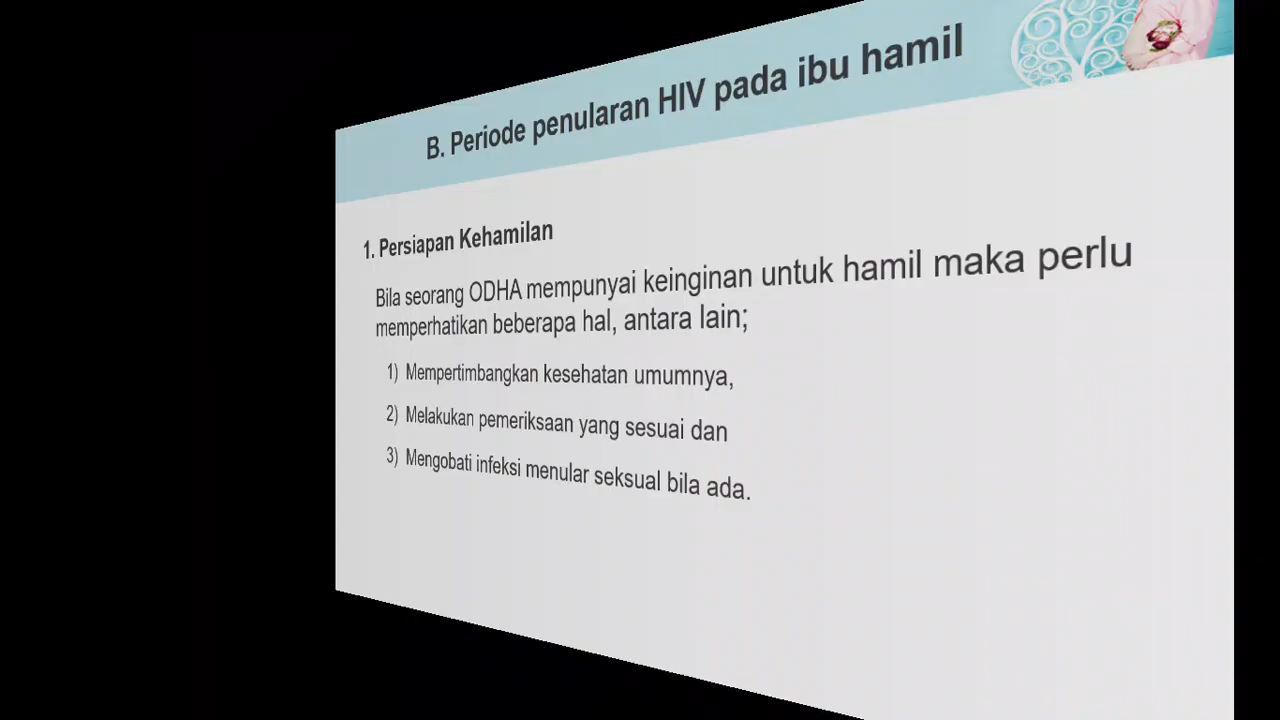 B. Periode penularan HIV pada ibu hamil
1. Persiapan Kehamilan
Bila seorang ODHA mempunyai keinginan untuk hamil maka perlu
memperhatikan beberapa hal, antara lain;
1) Mempertimbangkan kesehatan umumnya,
2) Melakukan pemeriksaan yang sesuai dan
3) Mengobati infeksi menular seksual bila ada.